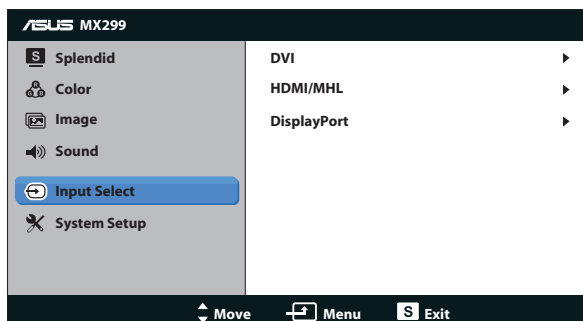 ASUS MX299
S Splendid
Color
Image
Sound
Input Select
System Setup
DVI
HDMI/MHL
DisplayPort
Move Menu S Exit